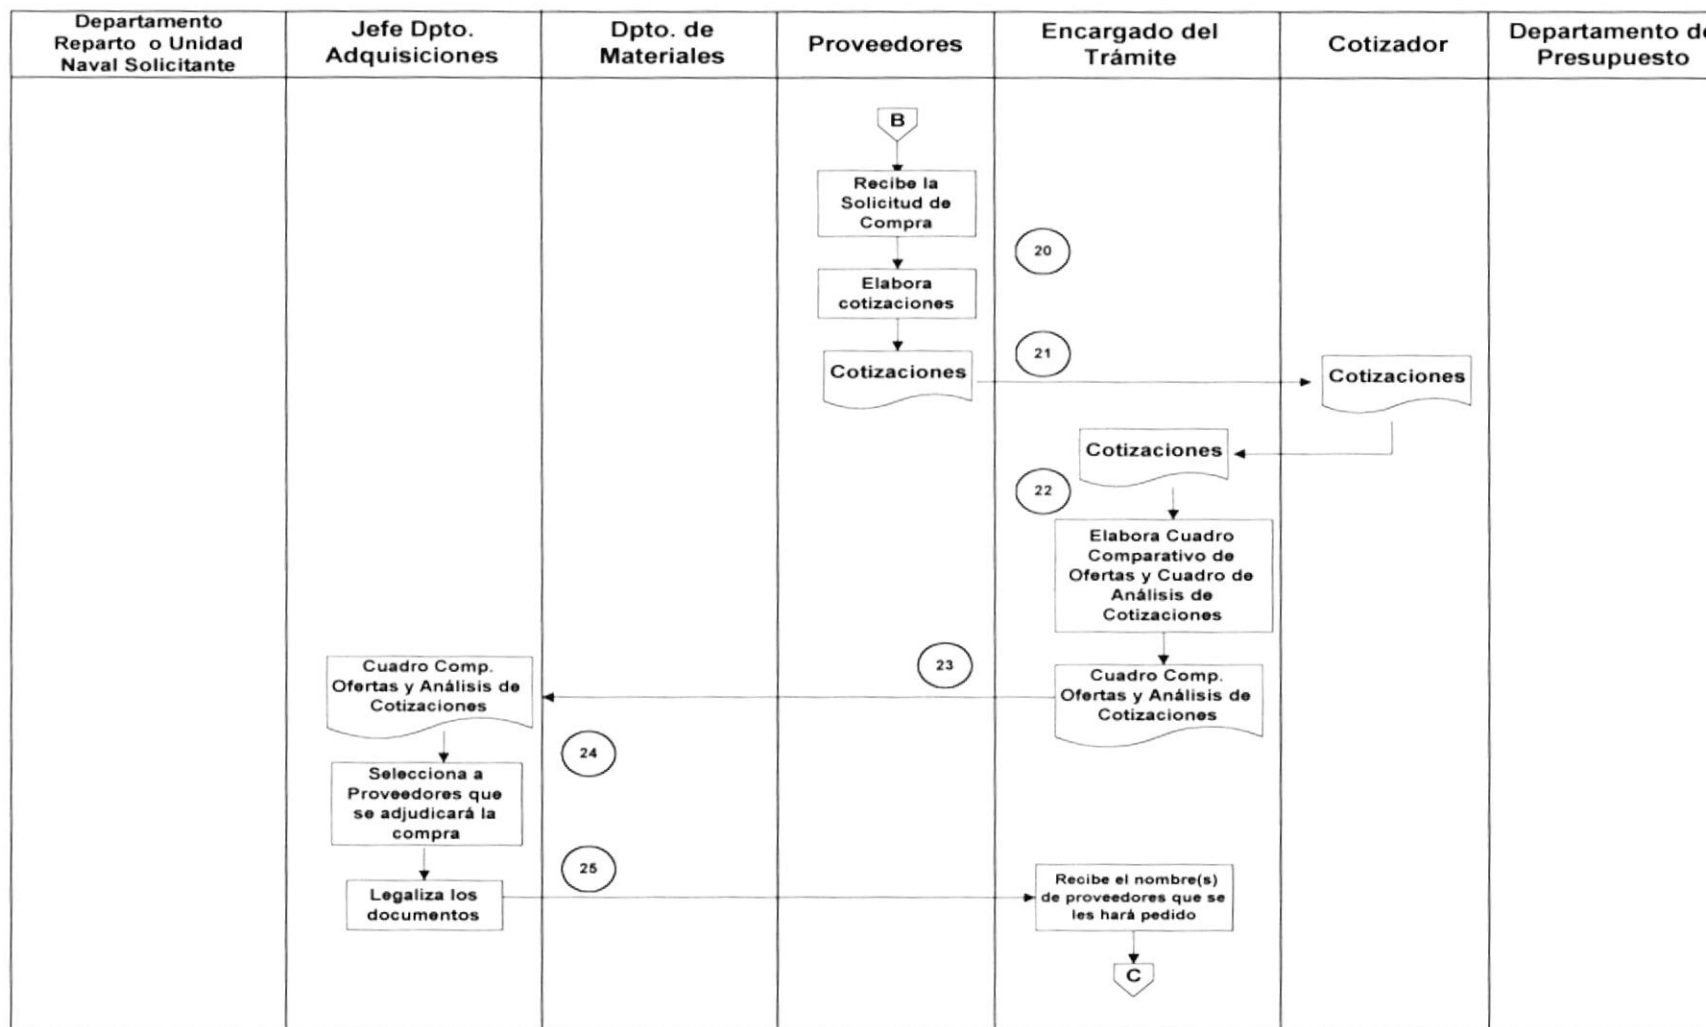 Departamento
Reparto o Unidad
Naval Solicitante
Jefe Dpto.
Adquisiciones
Dpto. de
Materiales
Proveedores
Encargado del
Trámite
Cotizador
Departamento de
Presupuesto
B
Recibe la
Solicitud de
Compra
20
Elabora
cotizaciones
21
Cotizaciones
Cotizaciones
Cotizaciones
22
Elabora Cuadro
Comparativo de
Ofertas y Cuadro de
Análisis de
Cotizaciones
23
Cuadro Comp.
Ofertas y Análisis de
Cotizaciones
Cuadro Comp.
Ofertas y Análisis de
Cotizaciones
24
Selecciona a
Proveedores que
se adjudicará la
compra
25
Legaliza los
documentos
Recibe el nombre(s)
de proveedores que se
les hará pedido
C